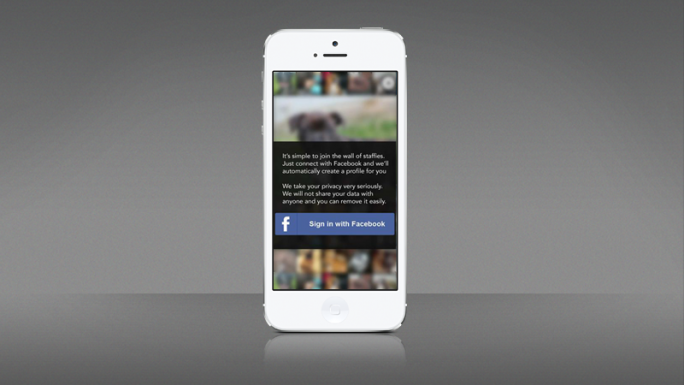 It's simple to join the wall of staffies.
Just connect with Facebook and we'll
automatically create a profile for you
We take your privacy very seriously.
We will not share your data with
anyone and you can remove it easily.
f Sign in with Facebook